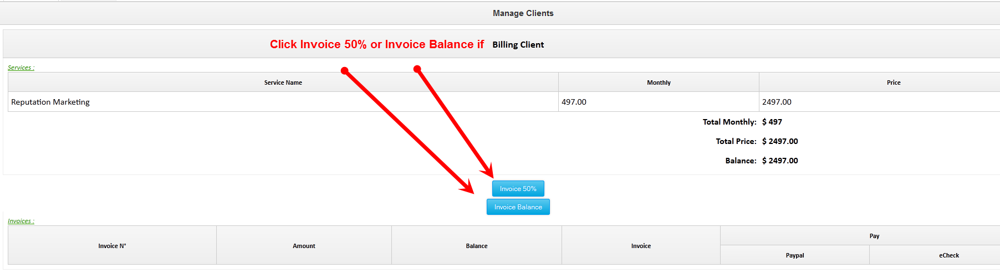 Manage Clients
Click Invoice 50% or Invoice Balance if Billing Client
Services :
Service Name Monthly Price
Reputation Marketing 497.00 2497.00
Total Monthly: $ 497
Total Price: $ 2497.00
Balance: $ 2497.00
Invoice 50%
Invoice Balance
Invoices :
Invoice N° Amount Balance Invoice Pay
Paypal eCheck